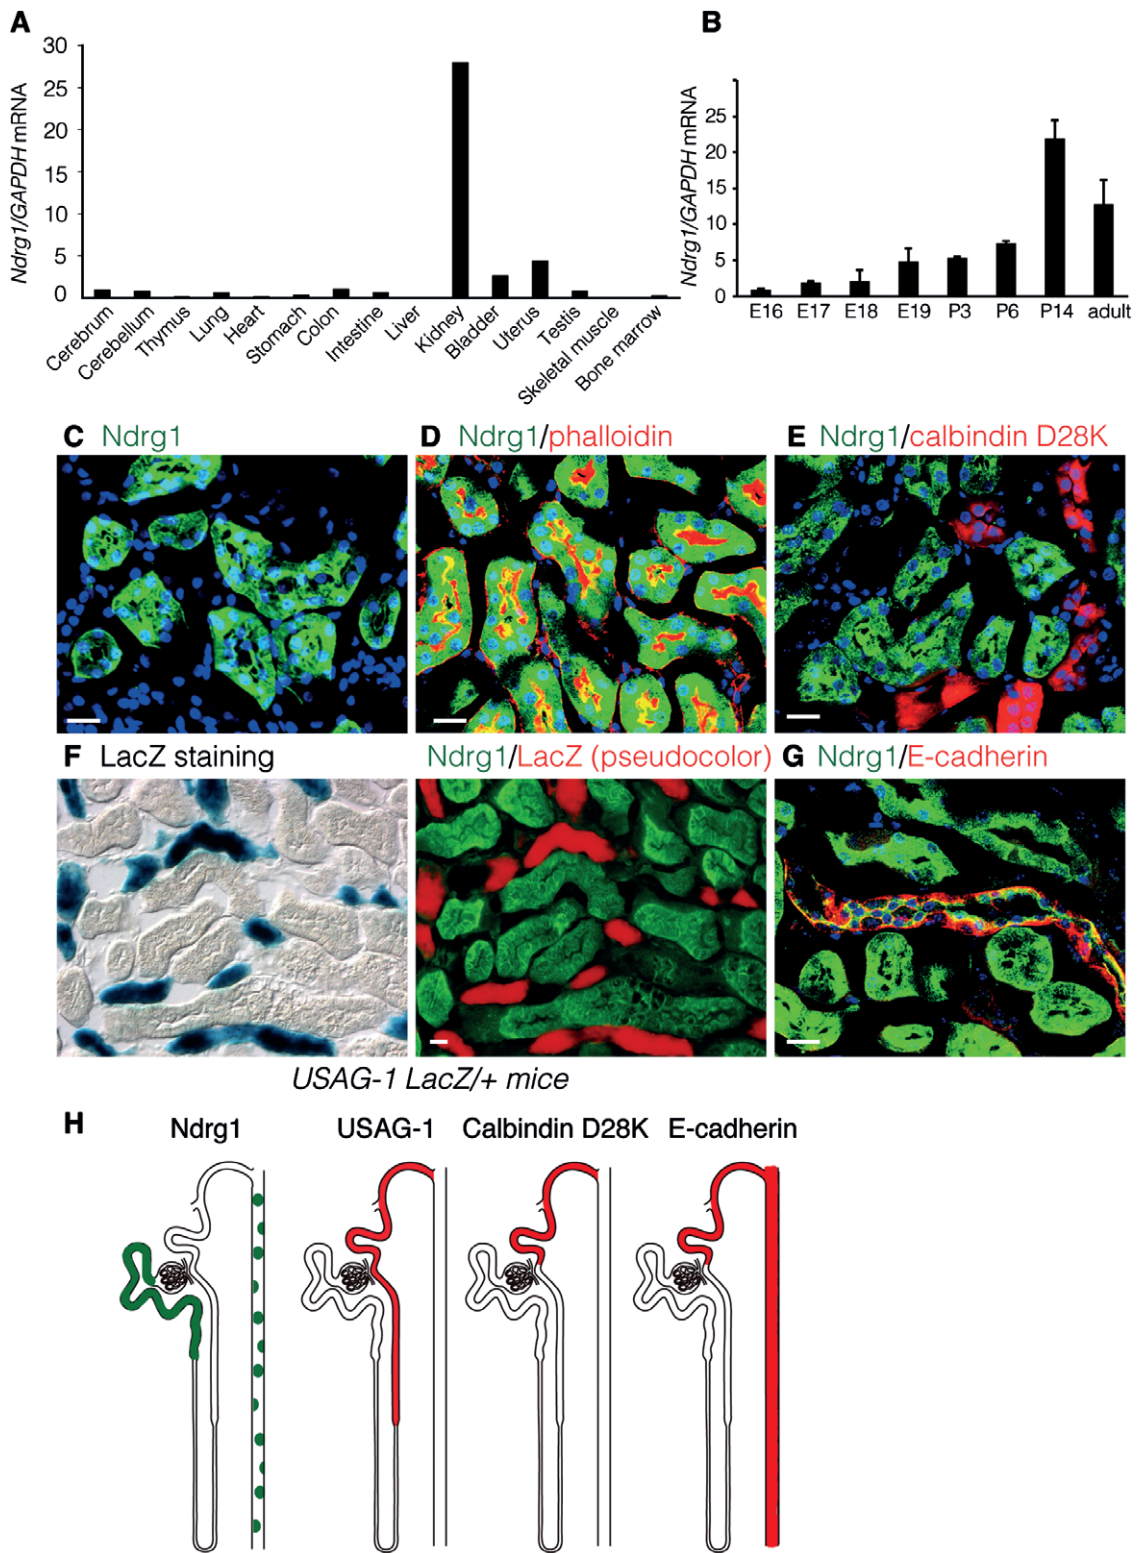 A
B
Ndrg1/GAPDH mRNA
30
25
20
15
10
5
0
Cerebrum
Cerebellum
Thymus
Lung
Heart
Stomach
Colon
Intestine
Liver
Kidney
Bladder
Uterus
Testis
Skeletal muscle
Bone marrow
Ndrg1/GAPDH mRNA
25
20
15
10
5
0
E16 E17 E18 E19 P3 P6 P14 adult
C Ndrg1
D Ndrg1/phalloidin
E Ndrg1/calbindin D28K
F LacZ staining
Ndrg1/LacZ (pseudocolor)
G Ndrg1/E-cadherin
USAG-1 LacZ/+ mice
H
Ndrg1 USAG-1 Calbindin D28K E-cadherin